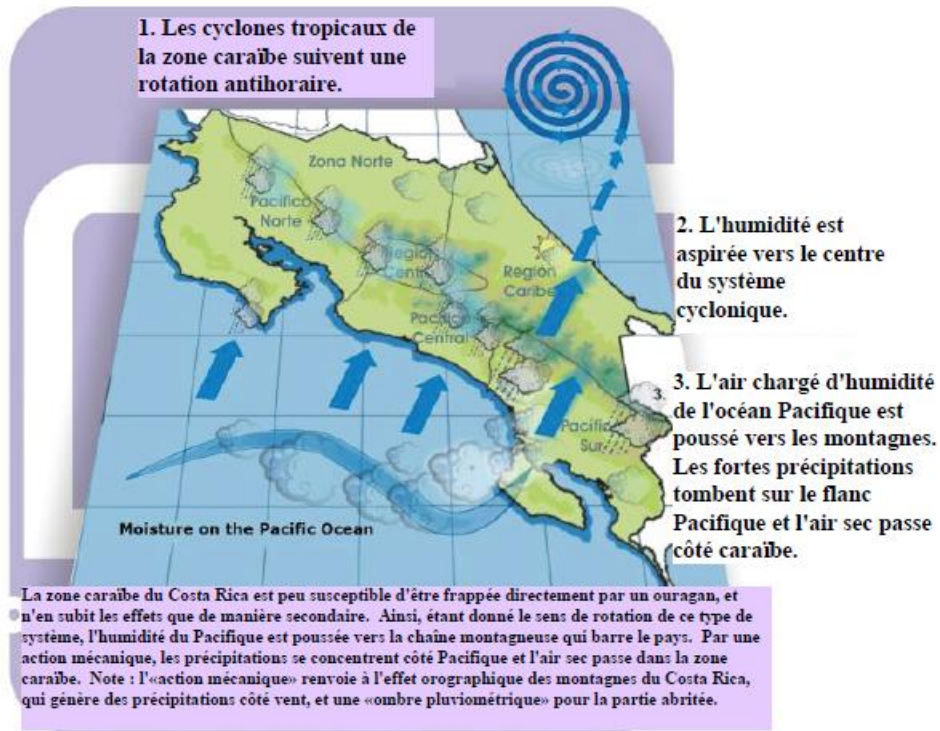 1. Les cyclones tropicaux de
la zone caraïbe suivent une
rotation antihoraire.
Zona Norte
Pacífico
Norte
Región
Central
Región
Caribe
Pacífico
Central
2. L'humidité est
aspirée vers le centre
du système
cyclonique.
3.
Pacífico
Sur
3. L'air chargé d'humidité
de l'océan Pacifique est
poussé vers les montagnes.
Les fortes précipitations
tombent sur le flanc
Pacifique et l'air sec passe
côté caraïbe.
Moisture on the Pacific Ocean
La zone caraïbe du Costa Rica est peu susceptible d'être frappée directement par un ouragan, et
n'en subit les effets que de manière secondaire. Ainsi, étant donné le sens de rotation de ce type de
système, l'humidité du Pacifique est poussée vers la chaîne montagneuse qui barre le pays. Par une
action mécanique, les précipitations se concentrent côté Pacifique et l'air sec passe dans la zone
caraïbe. Note : l'«action mécanique» renvoie à l'effet orographique des montagnes du Costa Rica,
qui génère des précipitations côté vent, et une «ombre pluviométrique» pour la partie abritée.